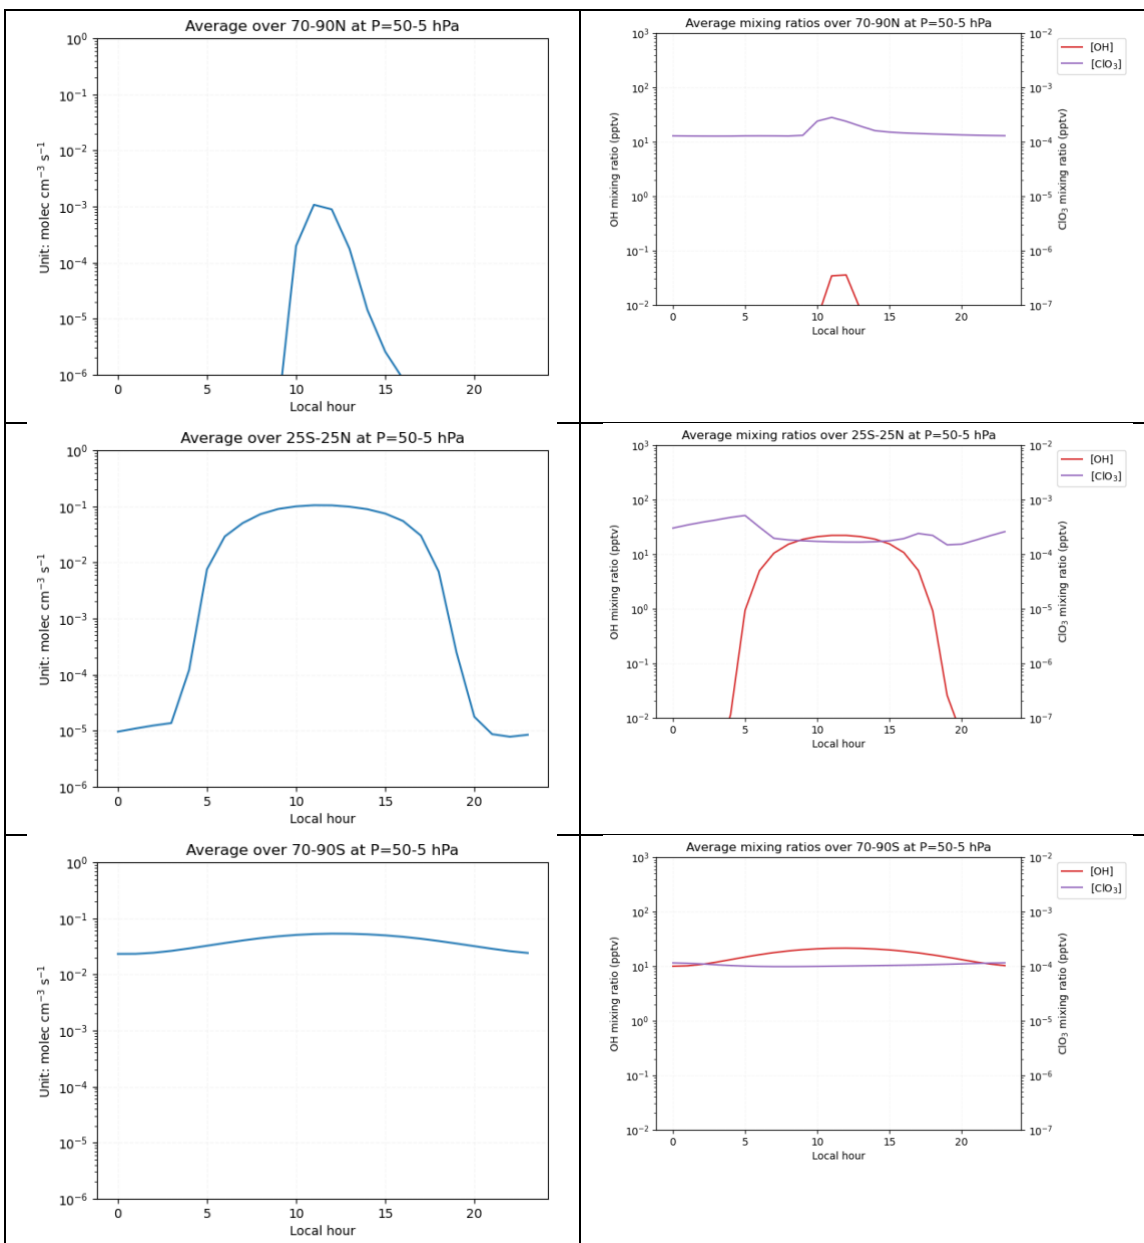 Average over 70-90N at P=50-5 hPa
Unit: molec cm⁻³ s⁻¹
10⁰
10⁻¹
10⁻²
10⁻³
10⁻⁴
10⁻⁵
10⁻⁶
0 5 10 15 20
Local hour
Average mixing ratios over 70-90N at P=50-5 hPa
OH mixing ratio (pptv)
10³
10²
10¹
10⁰
10⁻¹
10⁻²
0 5 10 15 20
Local hour
10⁻²
10⁻³
10⁻⁴
10⁻⁵
10⁻⁶
10⁻⁷
ClO₃ mixing ratio (pptv)
[OH]
[ClO₃]
Average over 25S-25N at P=50-5 hPa
Unit: molec cm⁻³ s⁻¹
10⁰
10⁻¹
10⁻²
10⁻³
10⁻⁴
10⁻⁵
10⁻⁶
0 5 10 15 20
Local hour
Average mixing ratios over 25S-25N at P=50-5 hPa
OH mixing ratio (pptv)
10³
10²
10¹
10⁰
10⁻¹
10⁻²
0 5 10 15 20
Local hour
10⁻²
10⁻³
10⁻⁴
10⁻⁵
10⁻⁶
10⁻⁷
ClO₃ mixing ratio (pptv)
[OH]
[ClO₃]
Average over 70-90S at P=50-5 hPa
Unit: molec cm⁻³ s⁻¹
10⁰
10⁻¹
10⁻²
10⁻³
10⁻⁴
10⁻⁵
10⁻⁶
0 5 10 15 20
Local hour
Average mixing ratios over 70-90S at P=50-5 hPa
OH mixing ratio (pptv)
10³
10²
10¹
10⁰
10⁻¹
10⁻²
0 5 10 15 20
Local hour
10⁻²
10⁻³
10⁻⁴
10⁻⁵
10⁻⁶
10⁻⁷
ClO₃ mixing ratio (pptv)
[OH]
[ClO₃]